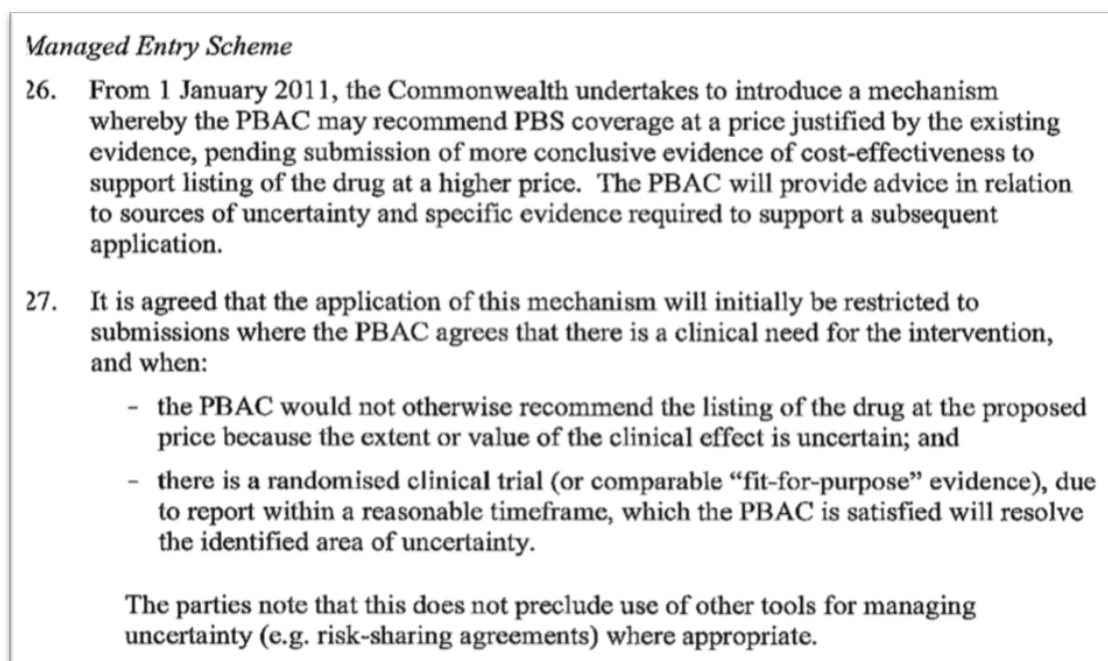 Managed Entry Scheme
26. From 1 January 2011, the Commonwealth undertakes to introduce a mechanism
whereby the PBAC may recommend PBS coverage at a price justified by the existing
evidence, pending submission of more conclusive evidence of cost-effectiveness to
support listing of the drug at a higher price. The PBAC will provide advice in relation
to sources of uncertainty and specific evidence required to support a subsequent
application.
27. It is agreed that the application of this mechanism will initially be restricted to
submissions where the PBAC agrees that there is a clinical need for the intervention,
and when:
- the PBAC would not otherwise recommend the listing of the drug at the proposed
price because the extent or value of the clinical effect is uncertain; and
- there is a randomised clinical trial (or comparable “fit-for-purpose” evidence), due
to report within a reasonable timeframe, which the PBAC is satisfied will resolve
the identified area of uncertainty.
The parties note that this does not preclude use of other tools for managing
uncertainty (e.g. risk-sharing agreements) where appropriate.